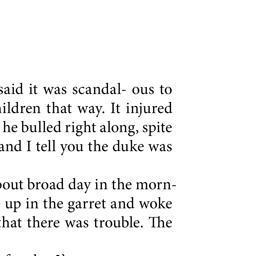 said it was scandal- ous to
ildren that way. It injured
he bulled right along, spite
and I tell you the duke was
bout broad day in the morn-
up in the garret and woke
that there was trouble. The